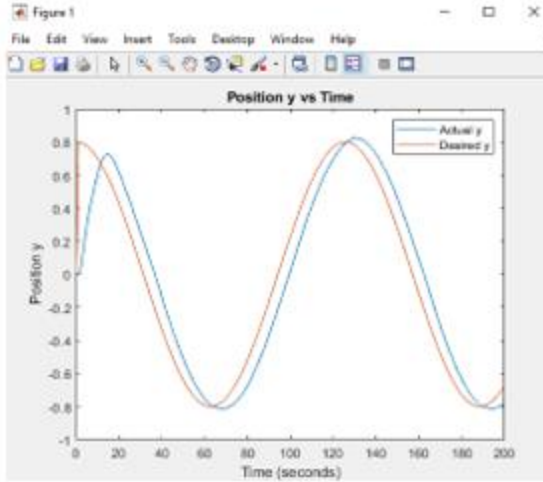 Figure 1
File Edit View Insert Tools Desktop Window Help
Position y vs Time
Actual y
Desired y
1
0.8
0.6
0.4
0.2
0
-0.2
-0.4
-0.6
-0.8
-1
Position y
0 20 40 60 80 100 120 140 160 180 200
Time (seconds)